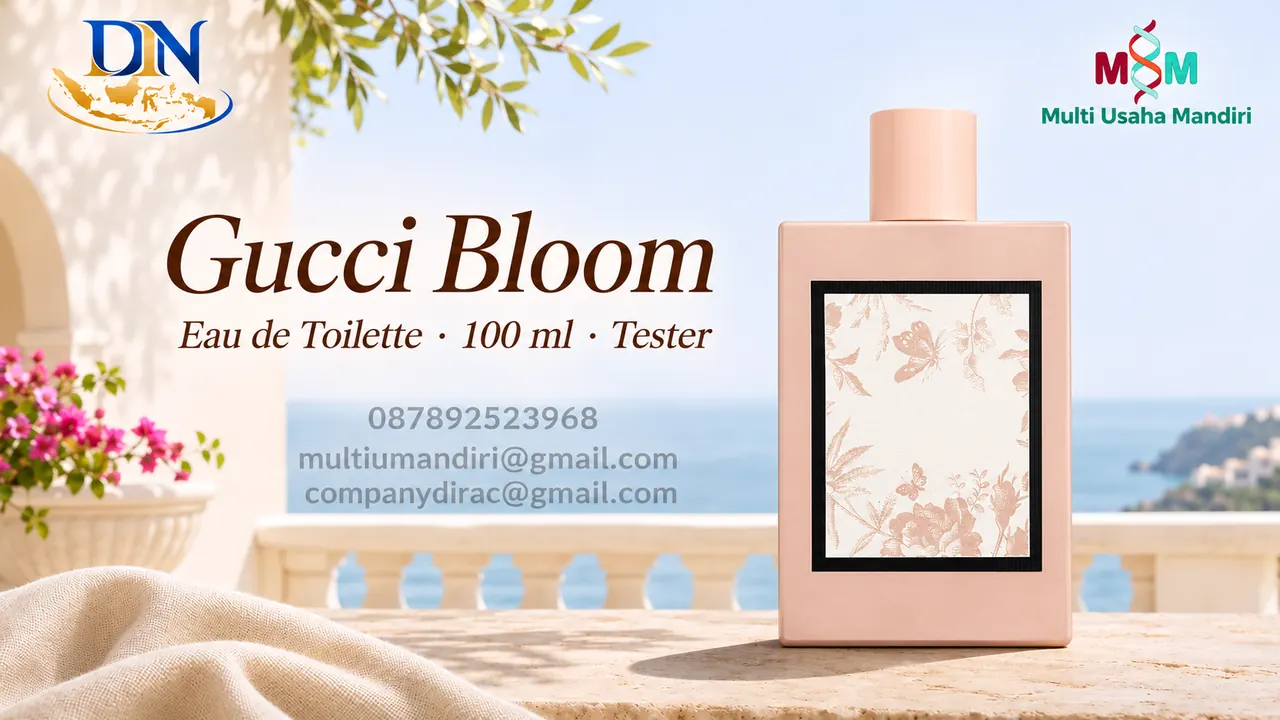 DN
MSM
Multi Usaha Mandiri
Gucci Bloom
Eau de Toilette · 100 ml · Tester
087892523968
multiumandiri@gmail.com
companydirac@gmail.com